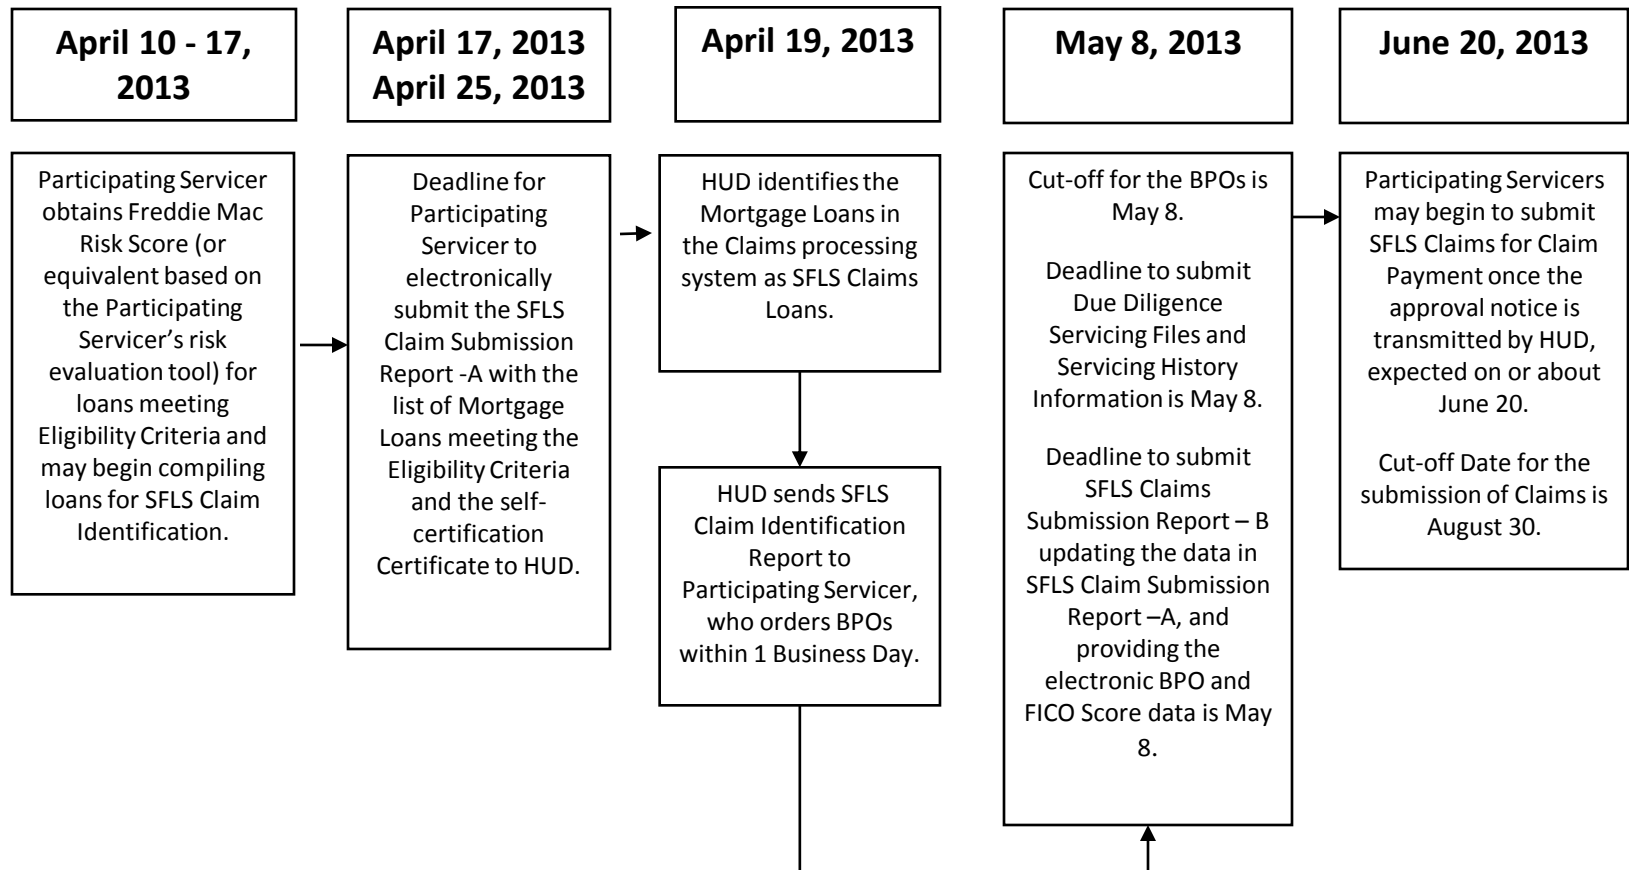 April 10 - 17,
2013
April 17, 2013
April 25, 2013
April 19, 2013
May 8, 2013
June 20, 2013
Participating Servicer
obtains Freddie Mac
Risk Score (or
equivalent based on
the Participating
Servicer’s risk
evaluation tool) for
loans meeting
Eligibility Criteria and
may begin compiling
loans for SFLS Claim
Identification.
Deadline for
Participating
Servicer to
electronically
submit the SFLS
Claim Submission
Report -A with the
list of Mortgage
Loans meeting the
Eligibility Criteria
and the self-
certification
Certificate to HUD.
HUD identifies the
Mortgage Loans in
the Claims processing
system as SFLS Claims
Loans.
HUD sends SFLS
Claim Identification
Report to
Participating Servicer,
who orders BPOs
within 1 Business Day.
Cut-off for the BPOs is
May 8.
Deadline to submit
Due Diligence
Servicing Files and
Servicing History
Information is May 8.
Deadline to submit
SFLS Claims
Submission Report – B
updating the data in
SFLS Claim Submission
Report –A, and
providing the
electronic BPO and
FICO Score data is May
8.
Participating Servicers
may begin to submit
SFLS Claims for Claim
Payment once the
approval notice is
transmitted by HUD,
expected on or about
June 20.
Cut-off Date for the
submission of Claims is
August 30.